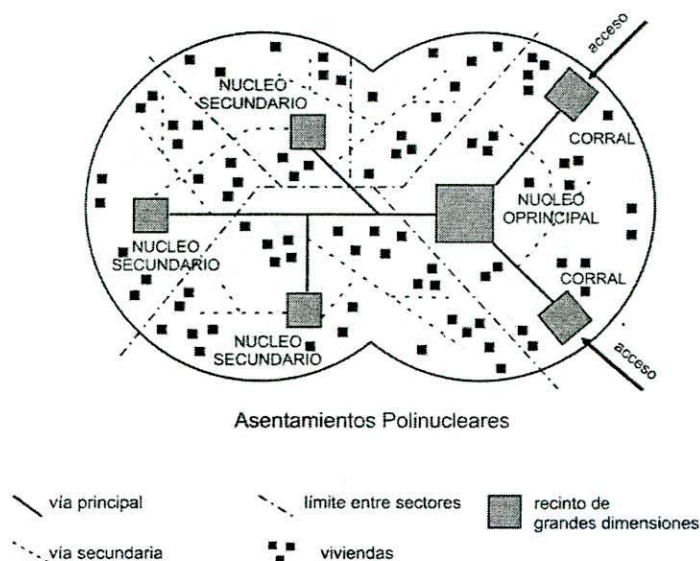 acceso
NUCLEO
SECUNDARIO
CORRAL
NUCLEO
OPRINCIPAL
NUCLEO
SECUNDARIO
CORRAL
NUCLEO
SECUNDARIO
acceso
Asentamientos Polinucleares
vía principal
límite entre sectores
recinto de
grandes dimensiones
vía secundaria
viviendas